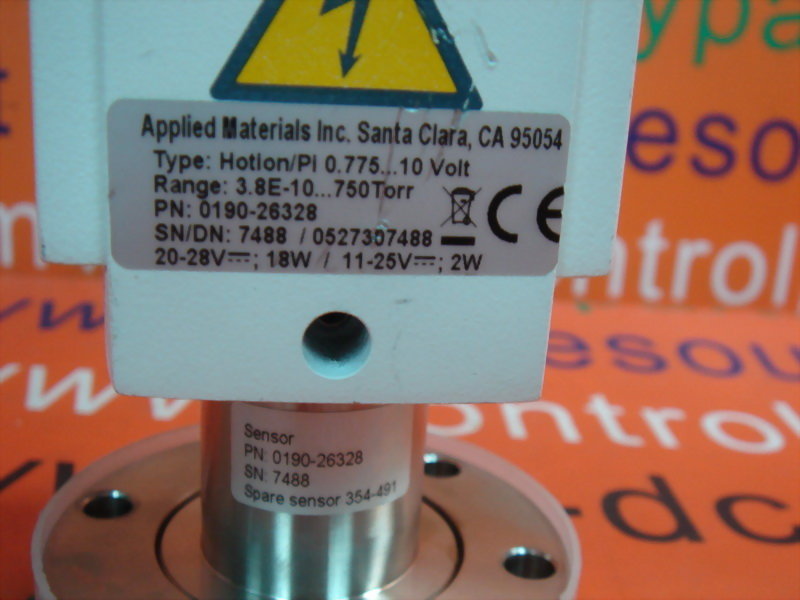 Applied Materials Inc. Santa Clara, CA 95054
Type: HotIon/Pi 0.775...10 Volt
Range: 3.8E-10...750Torr
PN: 0190-26328
SN/DN: 7488 / 0527307488
CE
20-28V⎓; 18W / 11-25V⎓; 2W
Sensor
PN: 0190-26328
SN: 7488
Spare sensor 354-491